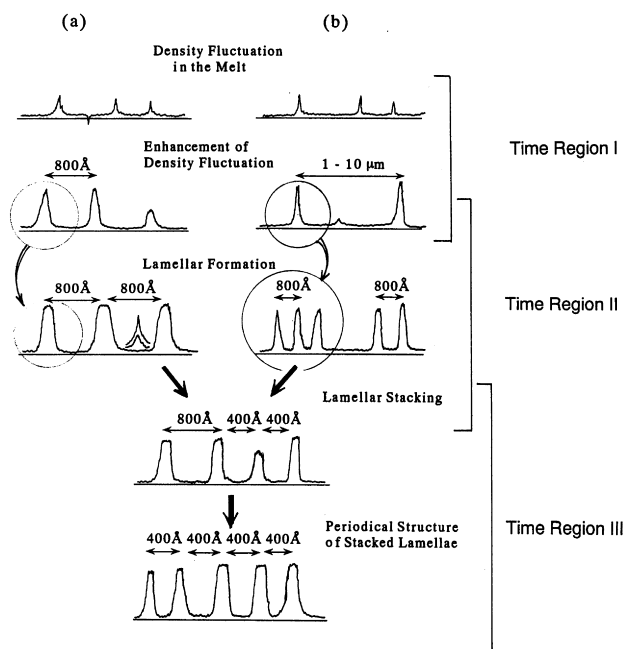 (a) (b)
Density Fluctuation
in the Melt
Time Region I
Enhancement of
Density Fluctuation
800Å
1 - 10 µm
Lamellar Formation
800Å 800Å
800Å 800Å
Time Region II
Lamellar Stacking
800Å 400Å 400Å
Time Region III
Periodical Structure
of Stacked Lamellae
400Å 400Å 400Å 400Å